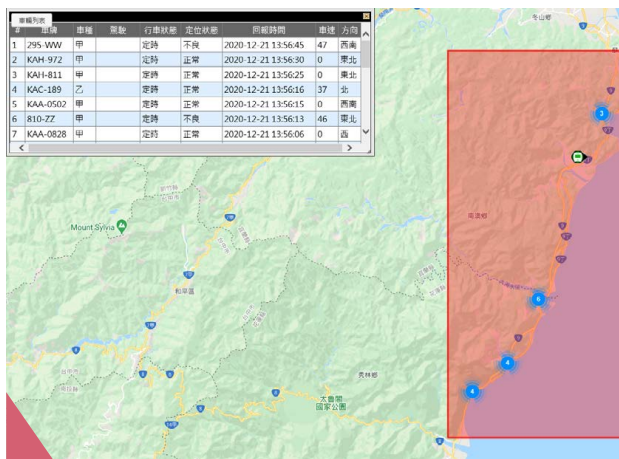 車輛列表
# 車牌 車種 駕駛 行車狀態 定位狀態 回報時間 車速 方向
1 295-WW 甲 定時 不良 2020-12-21 13:56:45 47 西南
2 KAH-972 甲 定時 正常 2020-12-21 13:56:30 0 東北
3 KAH-811 甲 定時 正常 2020-12-21 13:56:25 0 東北
4 KAC-189 乙 定時 正常 2020-12-21 13:56:16 37 北
5 KAA-0502 甲 定時 正常 2020-12-21 13:56:15 0 西南
6 810-ZZ 甲 定時 不良 2020-12-21 13:56:13 46 東北
7 KAA-0828 甲 定時 正常 2020-12-21 13:56:06 0 西
冬山鄉
3
南澳鄉
Mount Sylvia
和平區
6
4
秀林鄉
太魯閣
國家公園
4